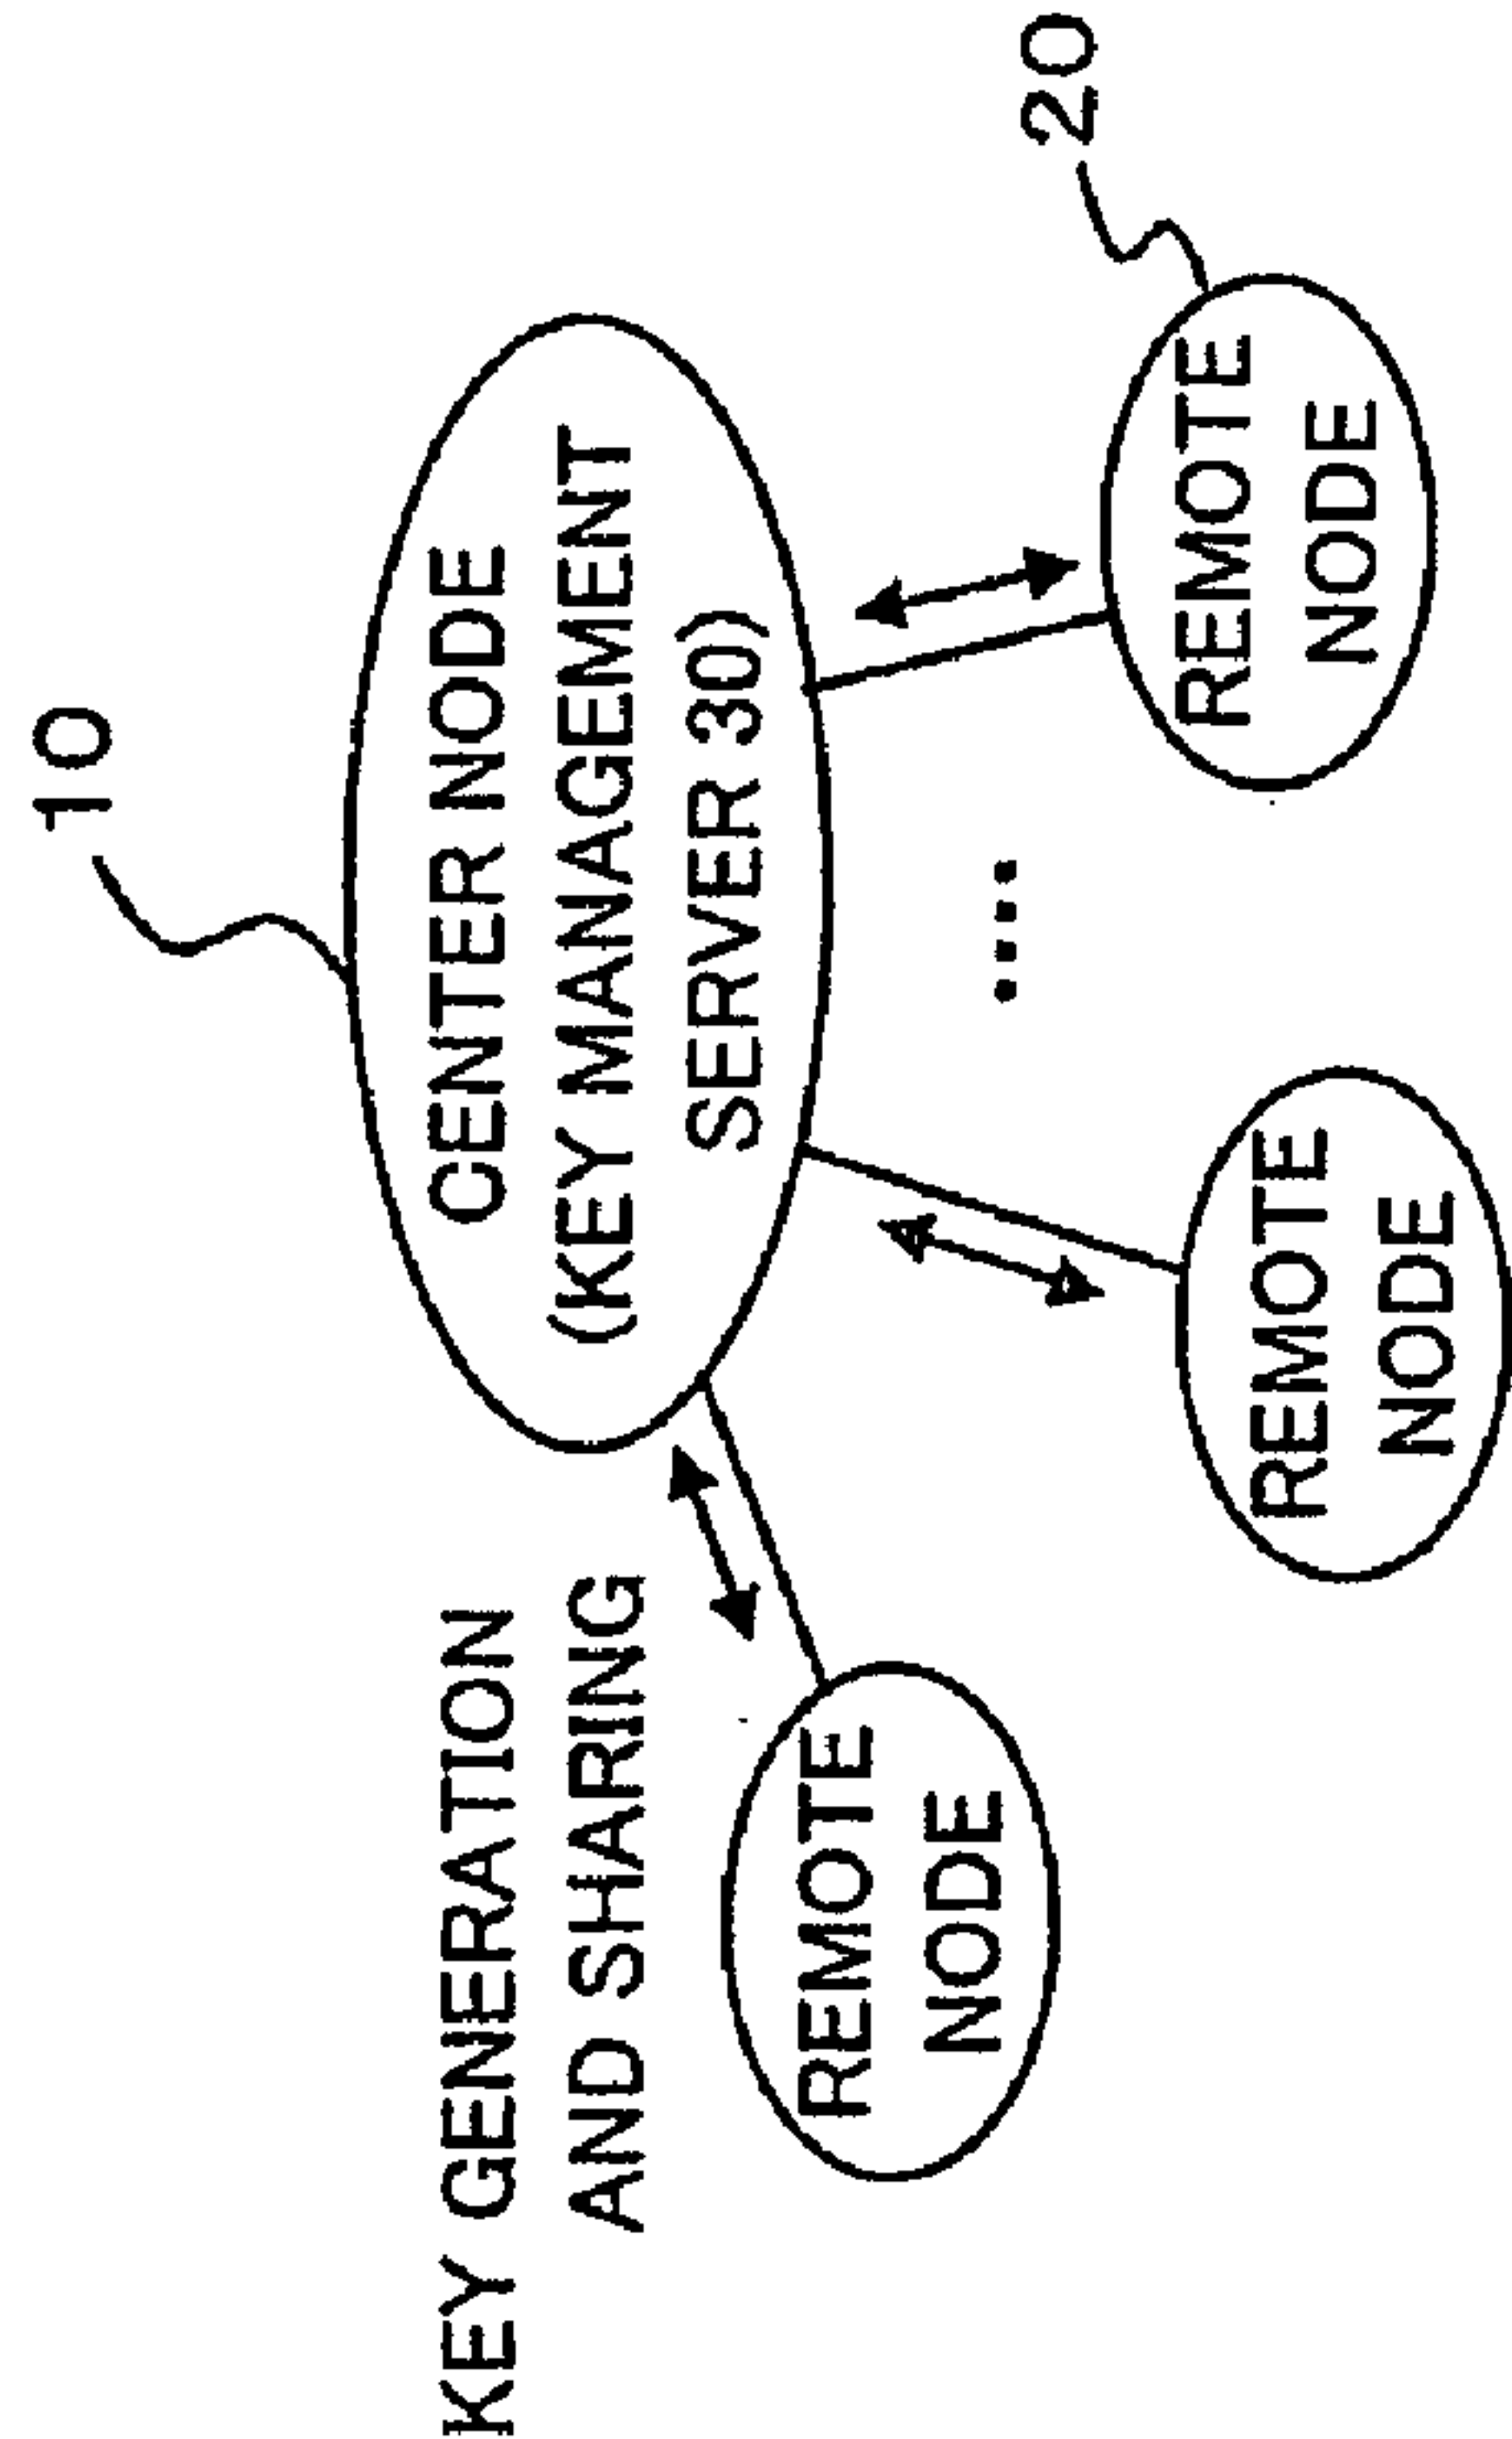 10
CENTER NODE
(KEY MANAGEMENT
SERVER 30)
KEY GENERATION
AND SHARING
REMOTE
NODE
REMOTE
NODE
REMOTE
NODE
20